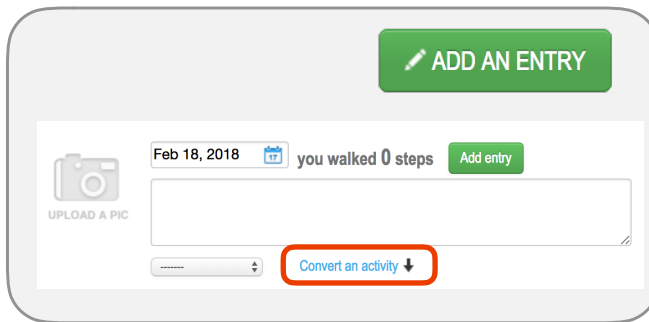 ADD AN ENTRY
Feb 18, 2018 17 you walked 0 steps Add entry
UPLOAD A PIC
------- Convert an activity